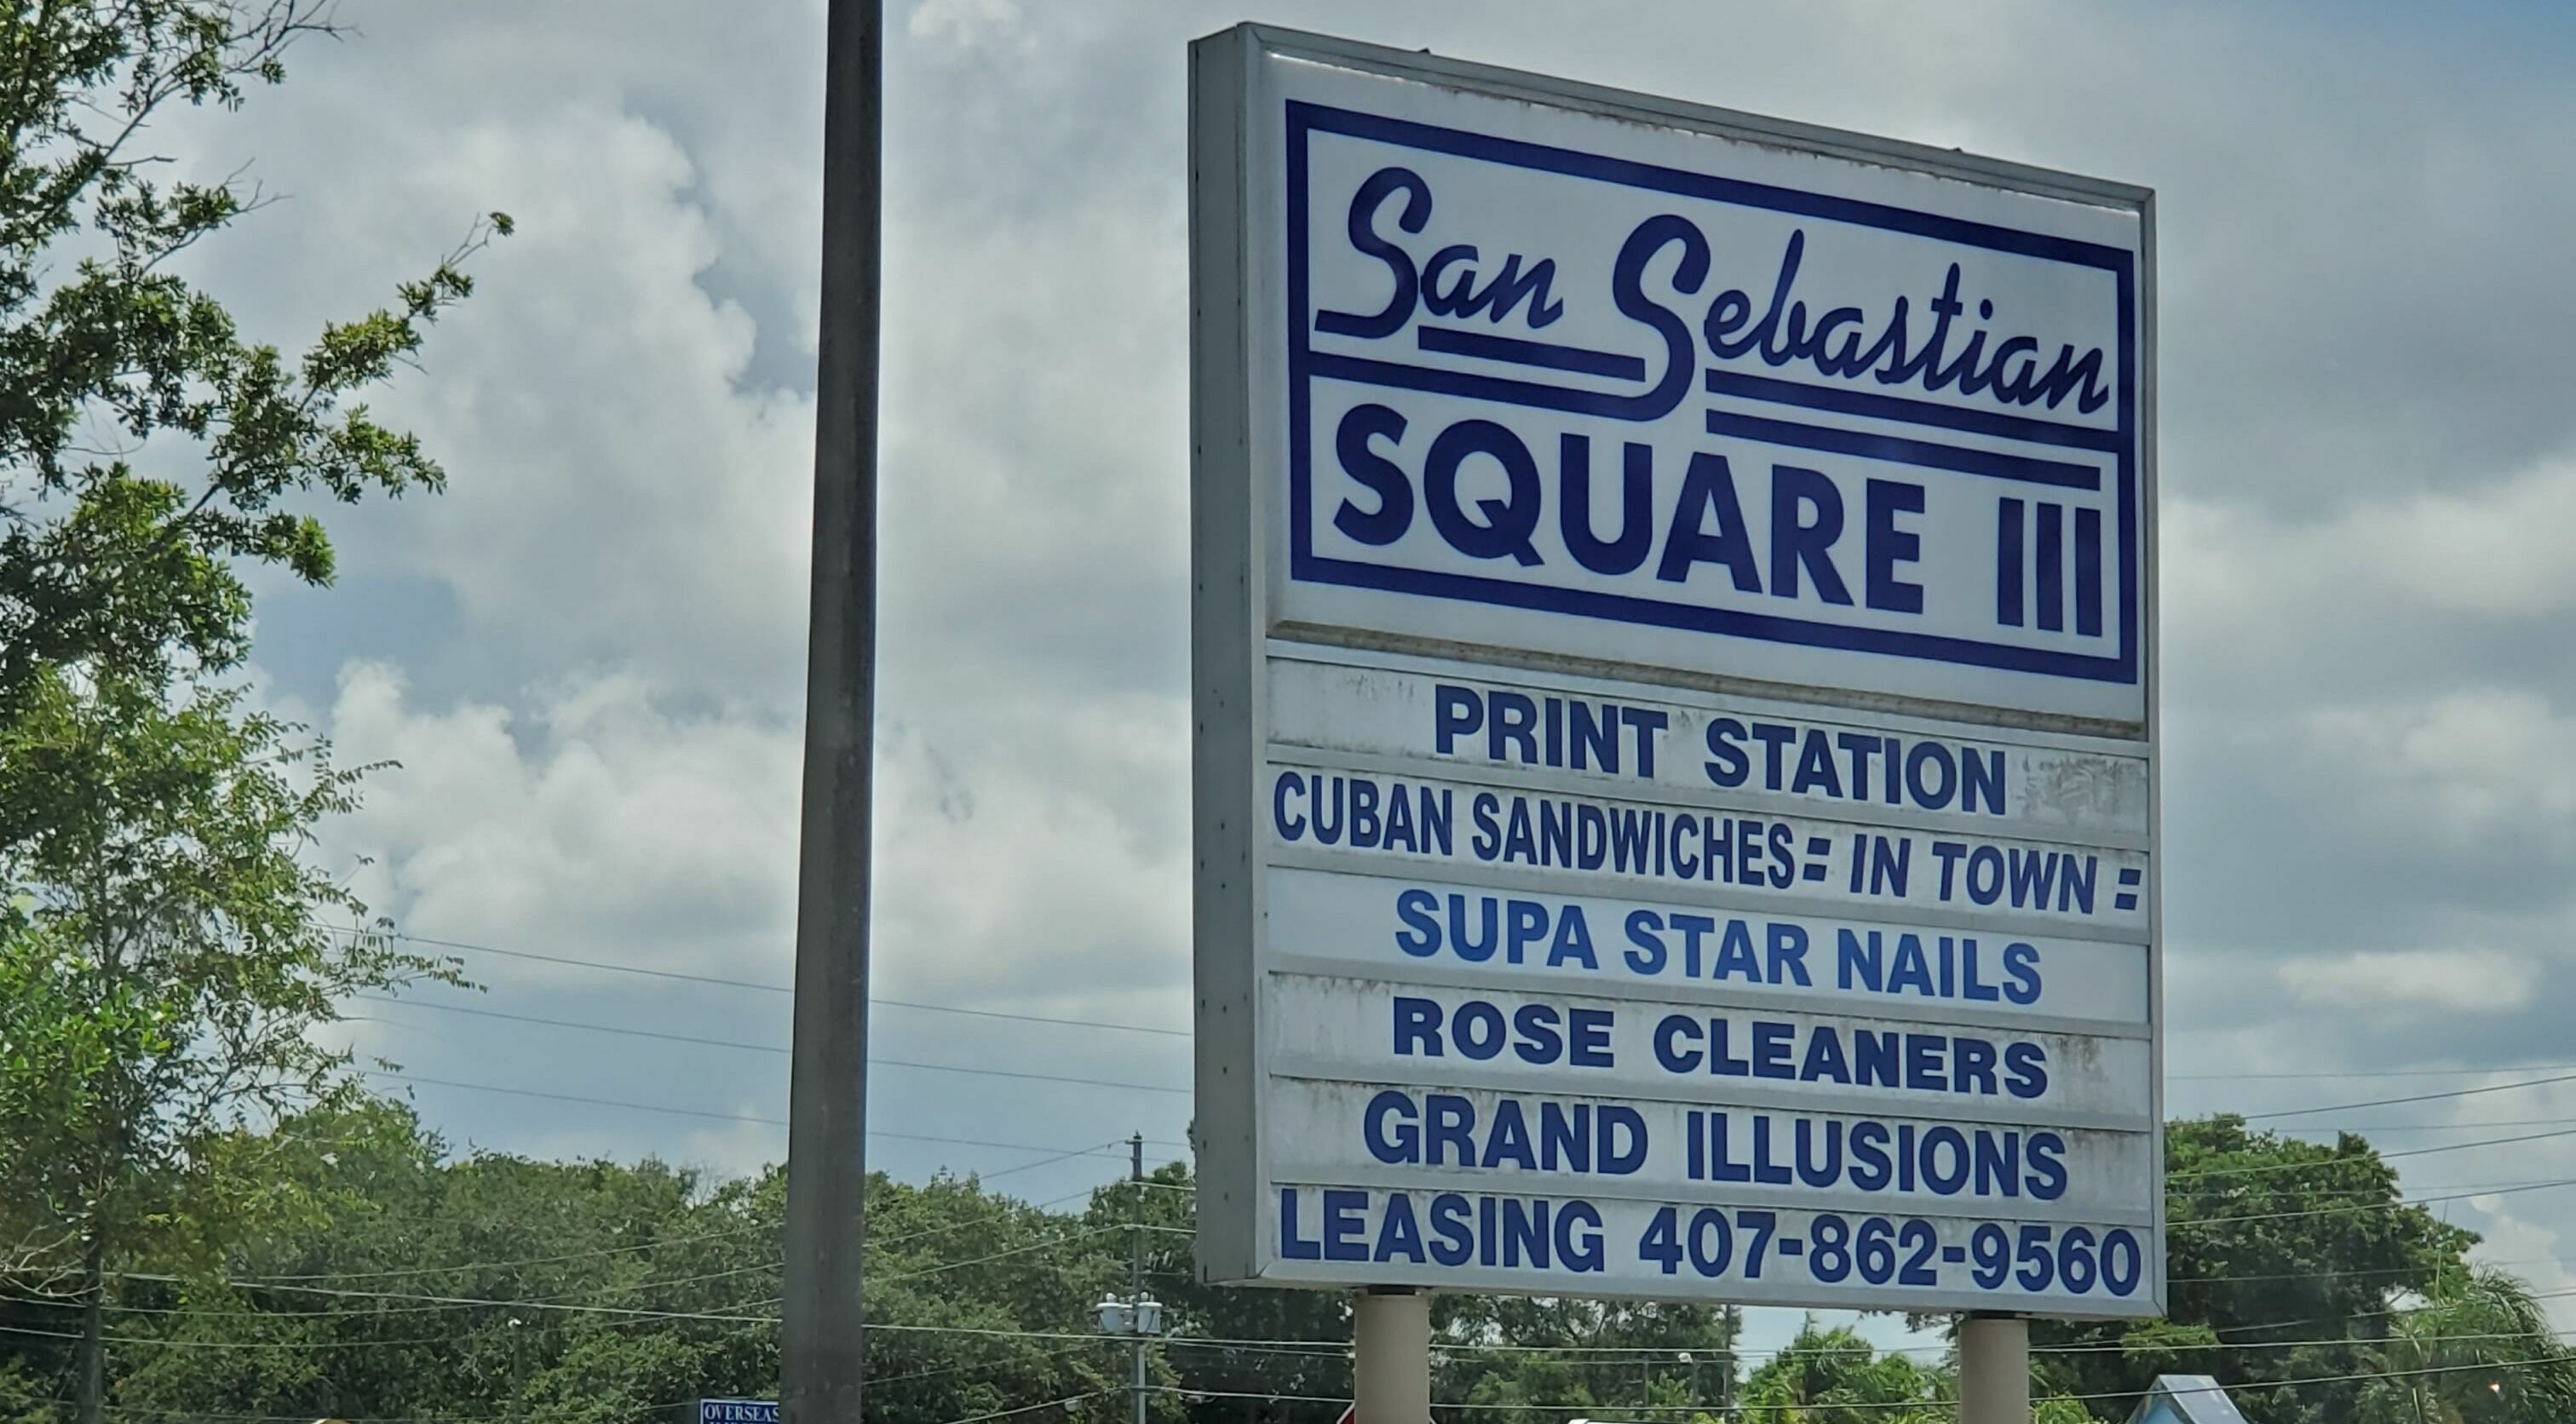 San Sebastian
SQUARE III
PRINT STATION
CUBAN SANDWICHES = IN TOWN =
SUPA STAR NAILS
ROSE CLEANERS
GRAND ILLUSIONS
LEASING 407-862-9560
OVERSEAS